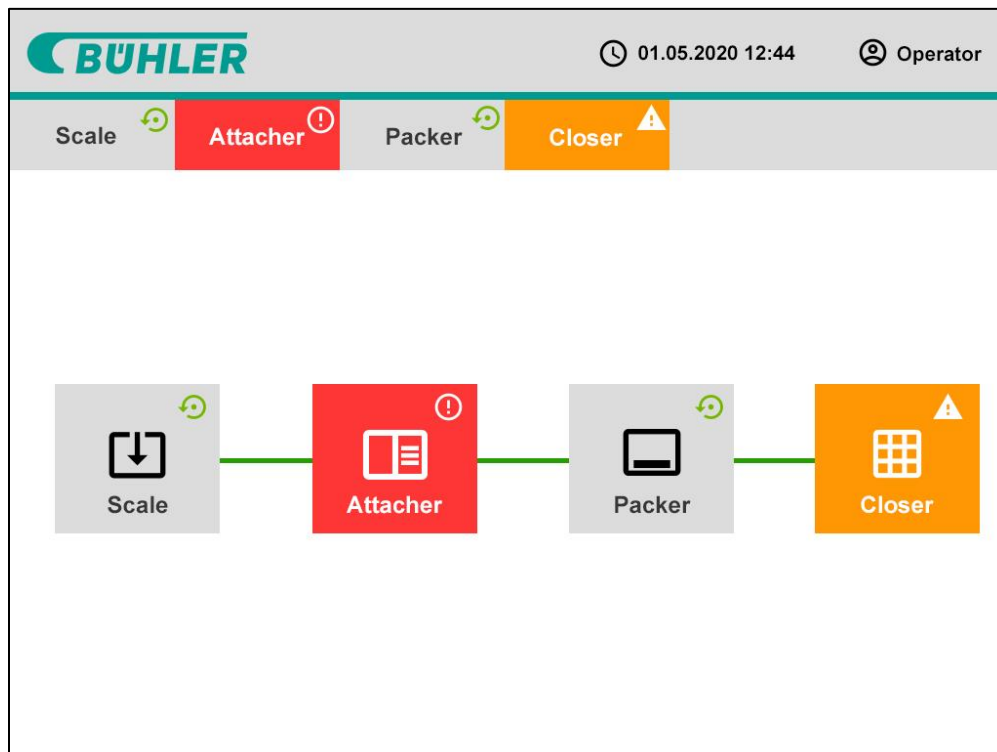 BÜHLER
01.05.2020 12:44
Operator
Scale
Attacher
Packer
Closer
Scale
Attacher
Packer
Closer